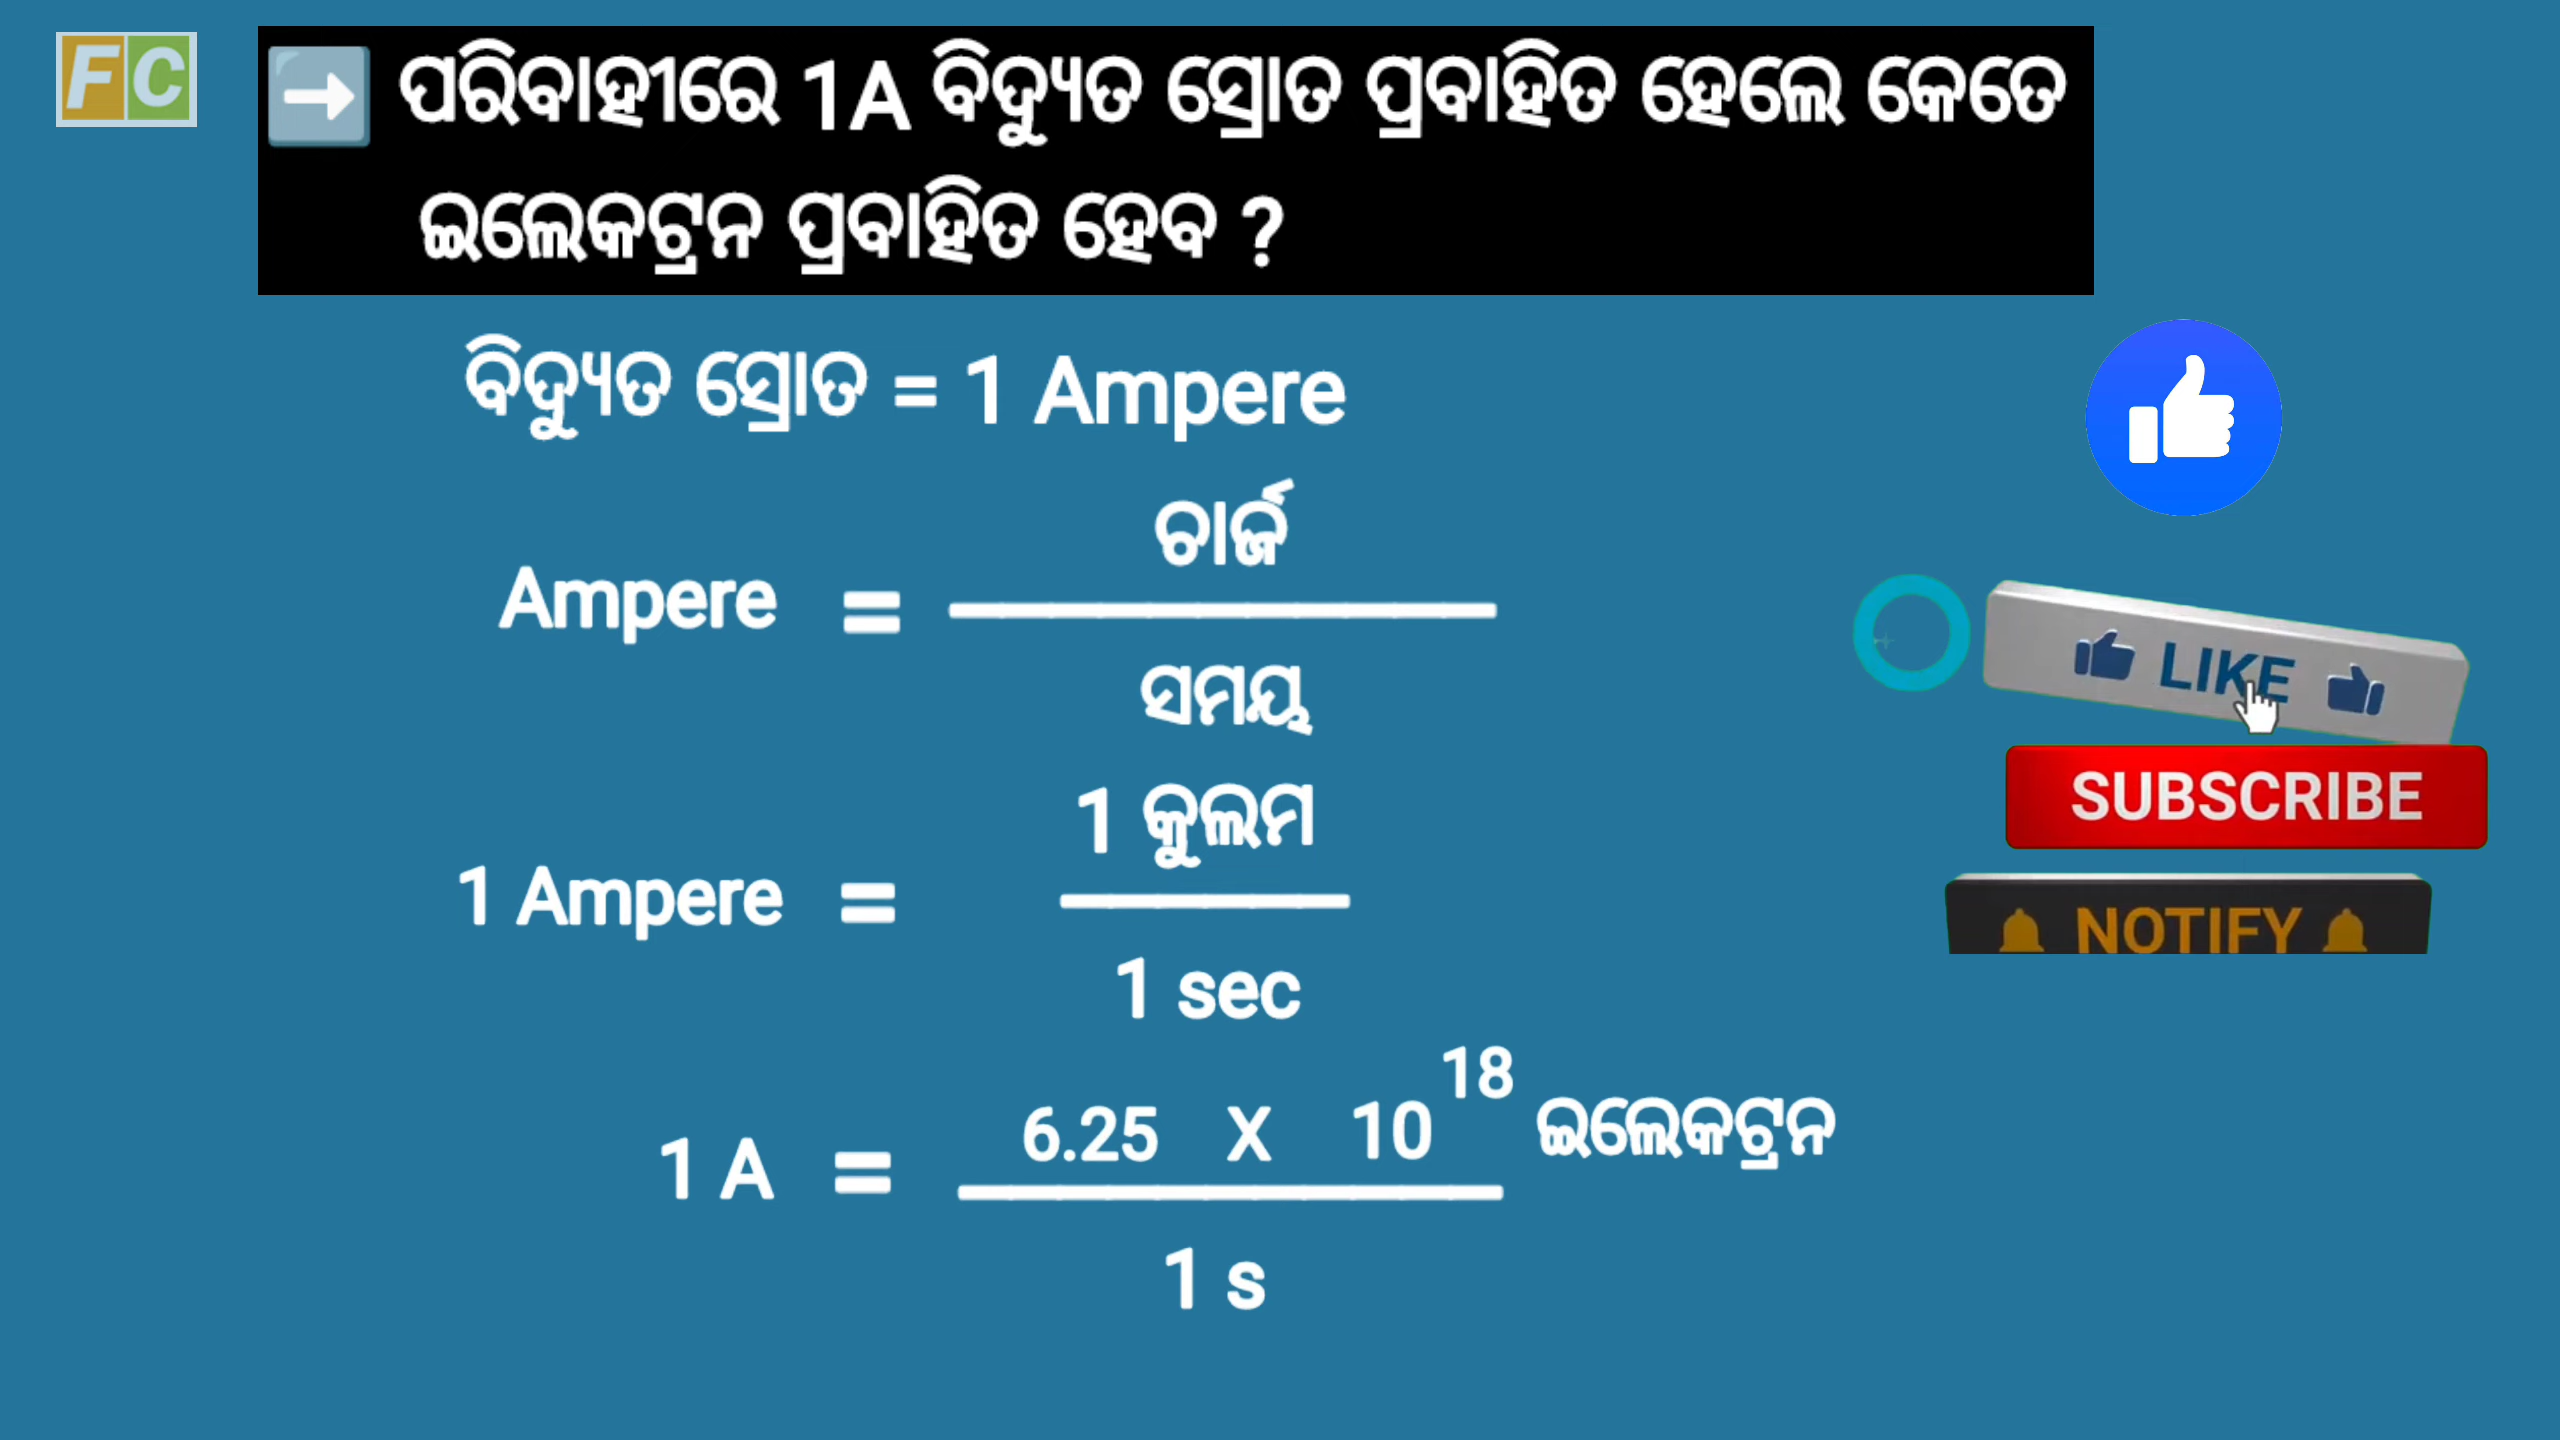 FC
➡ ପରିବାହୀରେ 1A ବିଦ୍ୟୁତ ସ୍ରୋତ ପ୍ରବାହିତ ହେଲେ କେତେ
ଇଲେକଟ୍ରନ ପ୍ରବାହିତ ହେବ ?
ବିଦ୍ୟୁତ ସ୍ରୋତ = 1 Ampere
ଚାର୍ଜ
Ampere =
ସମୟ
1 କୁଲମ
1 Ampere =
1 sec
6.25 X 10^18 ଇଲେକଟ୍ରନ
1 A =
1 s
LIKE
SUBSCRIBE
NOTIFY